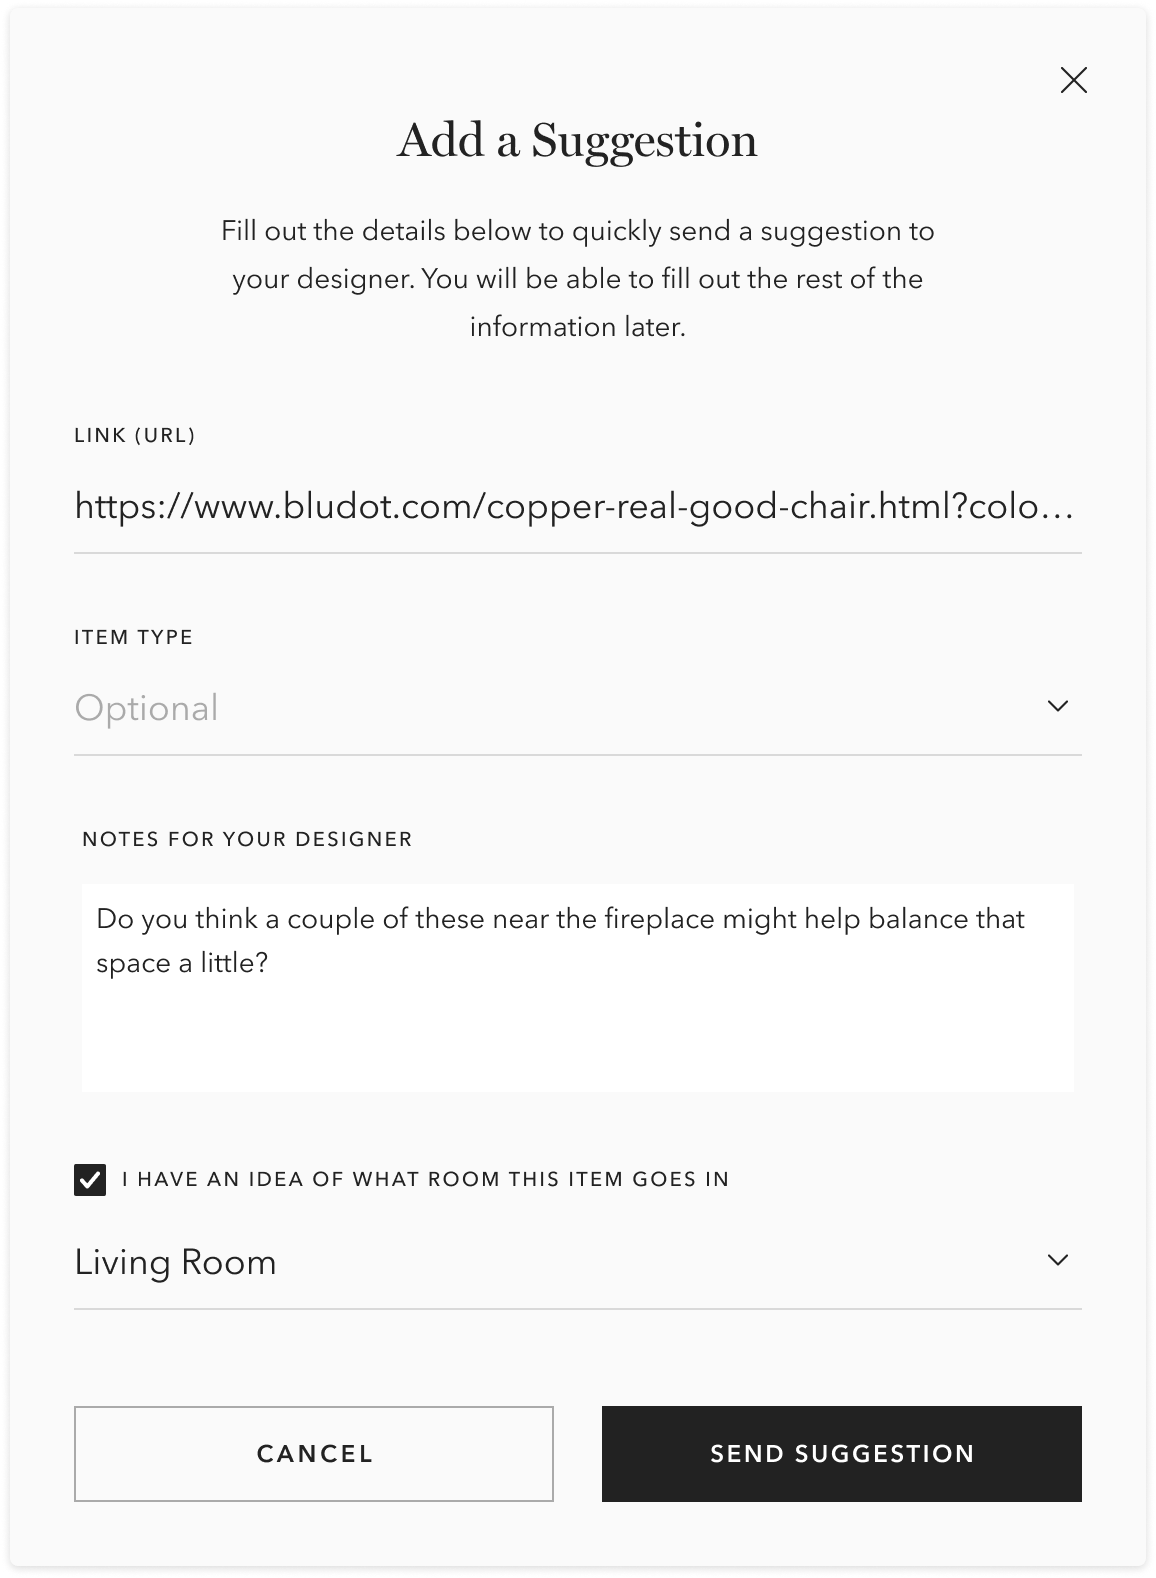 Add a Suggestion
Fill out the details below to quickly send a suggestion to
your designer. You will be able to fill out the rest of the
information later.
LINK (URL)
https://www.bludot.com/copper-real-good-chair.html?colo...
ITEM TYPE
Optional
NOTES FOR YOUR DESIGNER
Do you think a couple of these near the fireplace might help balance that
space a little?
I HAVE AN IDEA OF WHAT ROOM THIS ITEM GOES IN
Living Room
CANCEL
SEND SUGGESTION